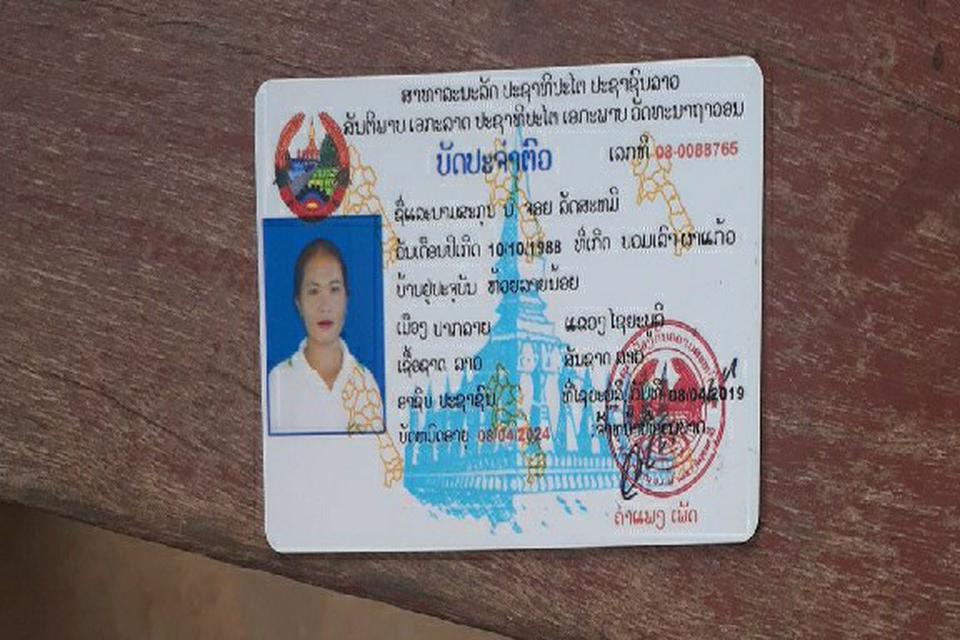 ສາທາລະນະລັດ ປະຊາທິປະໄຕ ປະຊາຊົນລາວ
ສັນຕິພາບ ເອກະລາດ ປະຊາທິປະໄຕ ເອກະພາບ ວັດທະນາຖາວອນ
ບັດປະຈຳຕົວ
ເລກທີ 08-0088765
ຊື່ແລະນາມສະກຸນ ນ. ຈອຍ ລັດສະຫມີ
ວັນເດືອນປີເກີດ 10/10/1988 ທີ່ເກີດ ພອນເລົາ-ຜາແກ້ວ
ບ້ານຢູ່ປະຈຸບັນ ຫ້ວຍລາຍນ້ອຍ
ເມືອງ ປາກລາຍ ແຂວງ ໄຊຍະບູລີ
ເຊື້ອຊາດ ລາວ ສັນຊາດ ລາວ
ອາຊີບ ປະຊາຊົນ ທີ່ໄຊຍະບູລີ, ວັນທີ 08/04/2019
ບັດຫມົດອາຍຸ 08/04/2024
ຄໍາແພງ ເພັດ